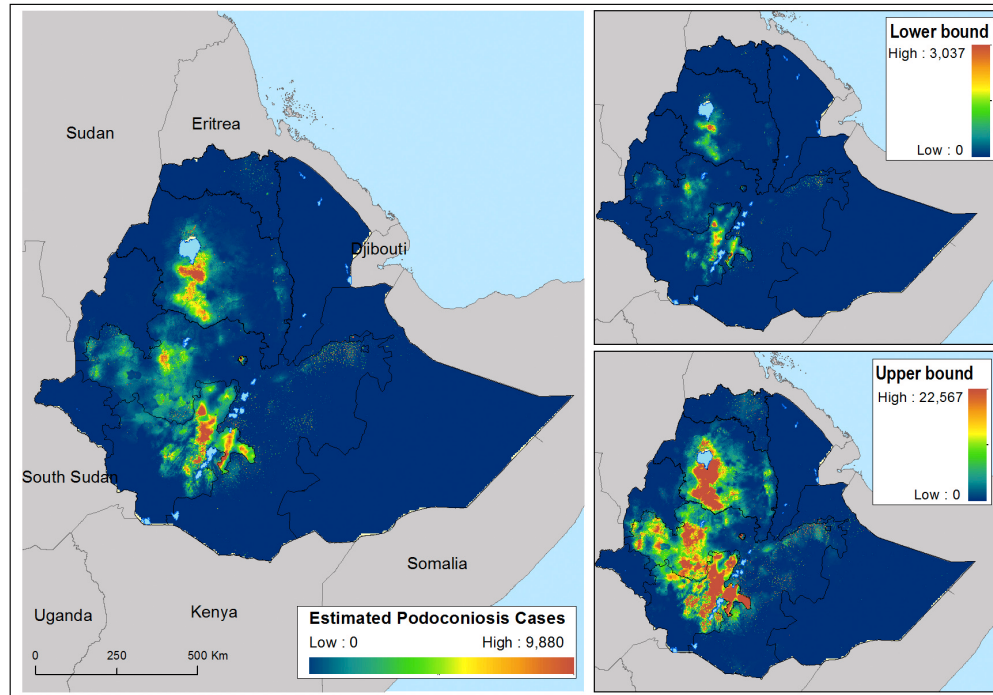 Sudan
Eritrea
Djibouti
South Sudan
Somalia
Uganda
Kenya
Estimated Podoconiosis Cases
Low : 0 High : 9,880
0 250 500 Km
Lower bound
High : 3,037
Low : 0
Upper bound
High : 22,567
Low : 0